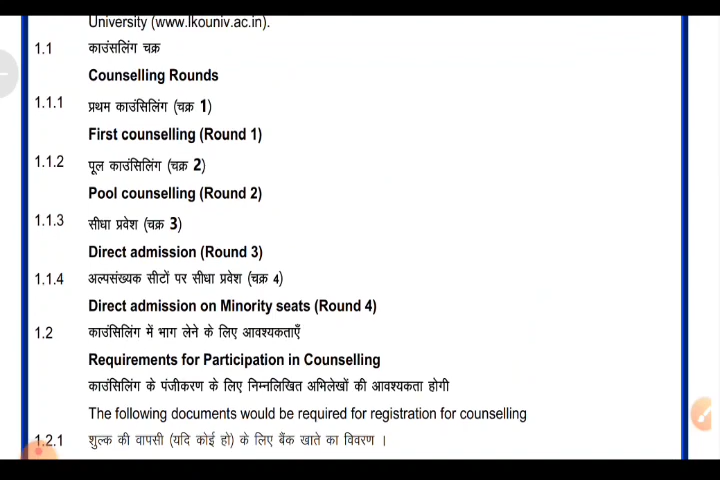 University (www.lkouniv.ac.in).
1.1 काउंसलिंग चक्र
Counselling Rounds
1.1.1 प्रथम काउंसिलिंग (चक्र 1)
First counselling (Round 1)
1.1.2 पूल काउंसिलिंग (चक्र 2)
Pool counselling (Round 2)
1.1.3 सीधा प्रवेश (चक्र 3)
Direct admission (Round 3)
1.1.4 अल्पसंख्यक सीटों पर सीधा प्रवेश (चक्र 4)
Direct admission on Minority seats (Round 4)
1.2 काउंसिलिंग में भाग लेने के लिए आवश्यकताएँ
Requirements for Participation in Counselling
काउंसिलिंग के पंजीकरण के लिए निम्नलिखित अभिलेखों की आवश्यकता होगी
The following documents would be required for registration for counselling
1.2.1 शुल्क की वापसी (यदि कोई हो) के लिए बैंक खाते का विवरण ।